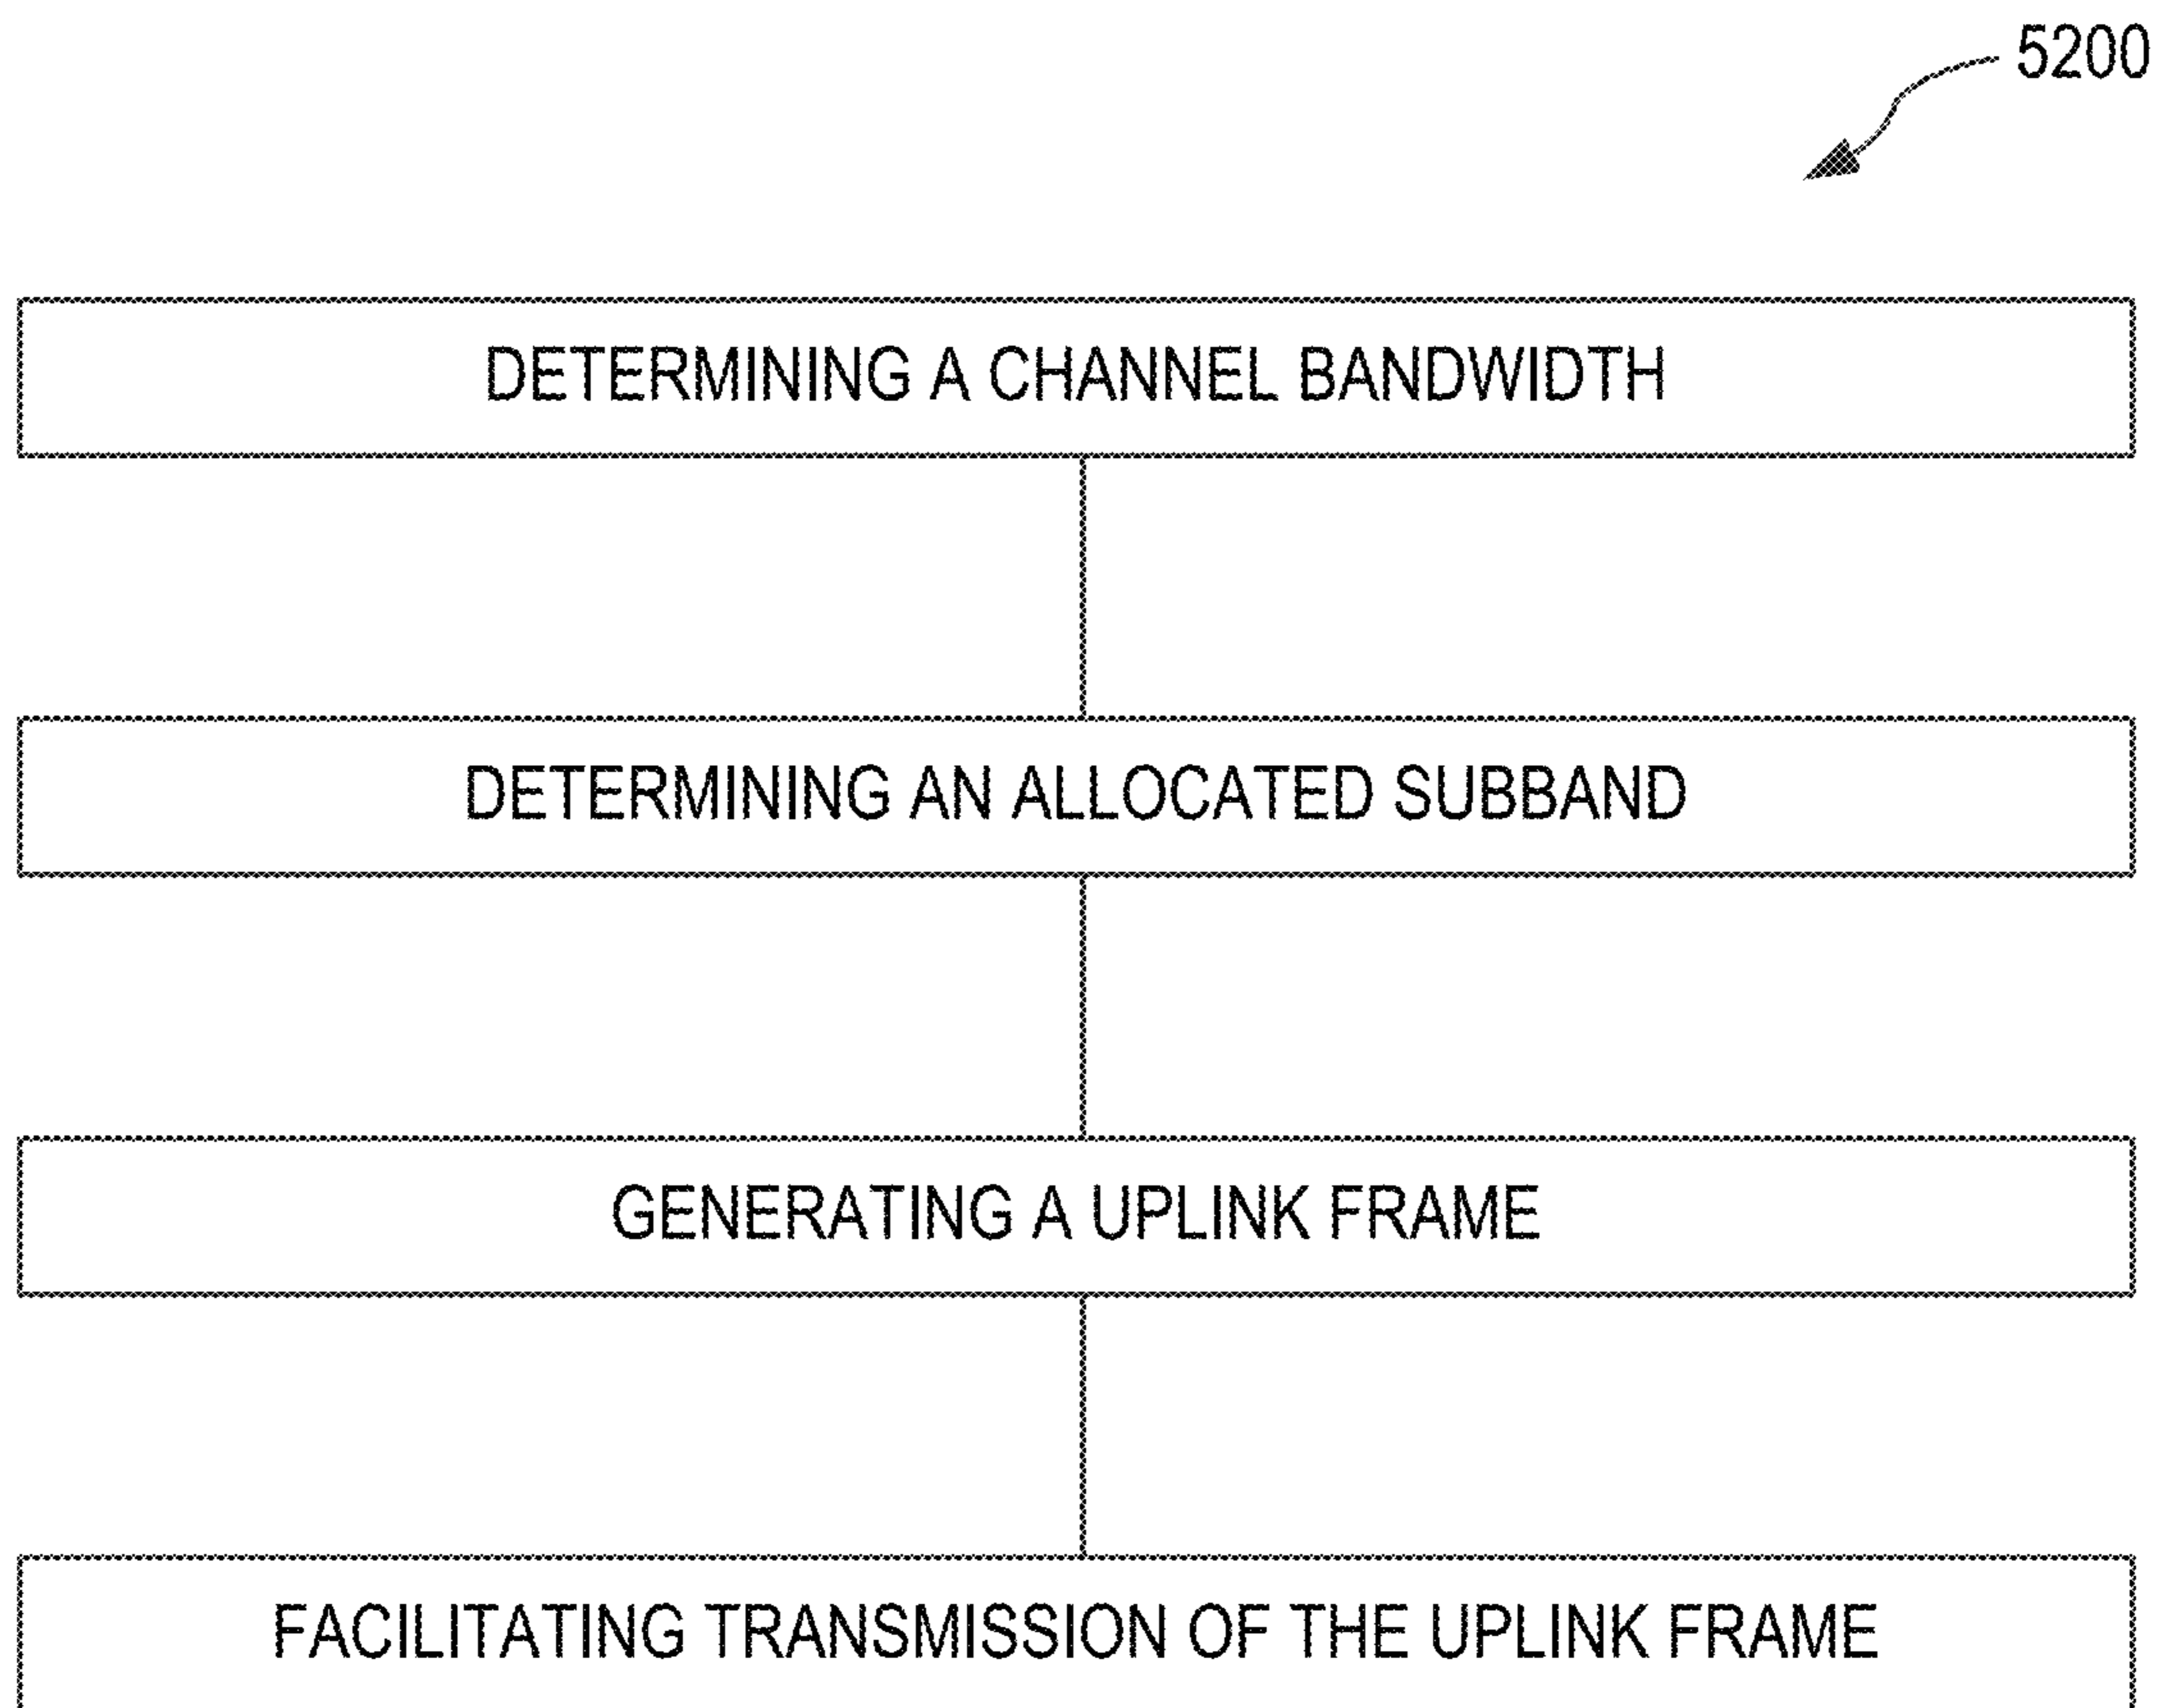 5200
DETERMINING A CHANNEL BANDWIDTH
DETERMINING AN ALLOCATED SUBBAND
GENERATING A UPLINK FRAME
FACILITATING TRANSMISSION OF THE UPLINK FRAME